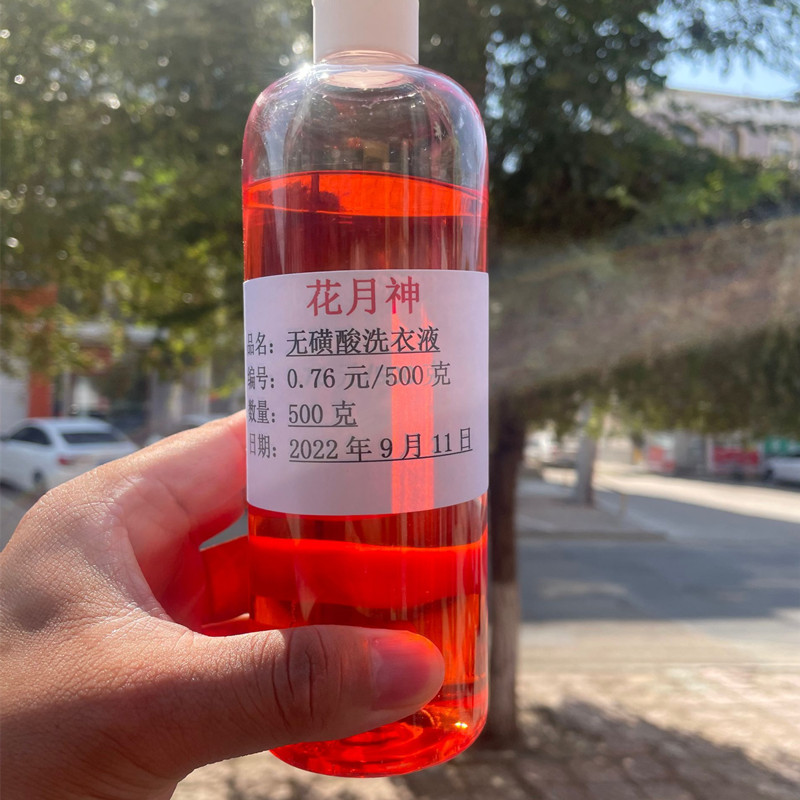 花月神
品名：无磺酸洗衣液
编号：0.76 元/500 克
数量：500 克
日期：2022 年 9 月 11 日